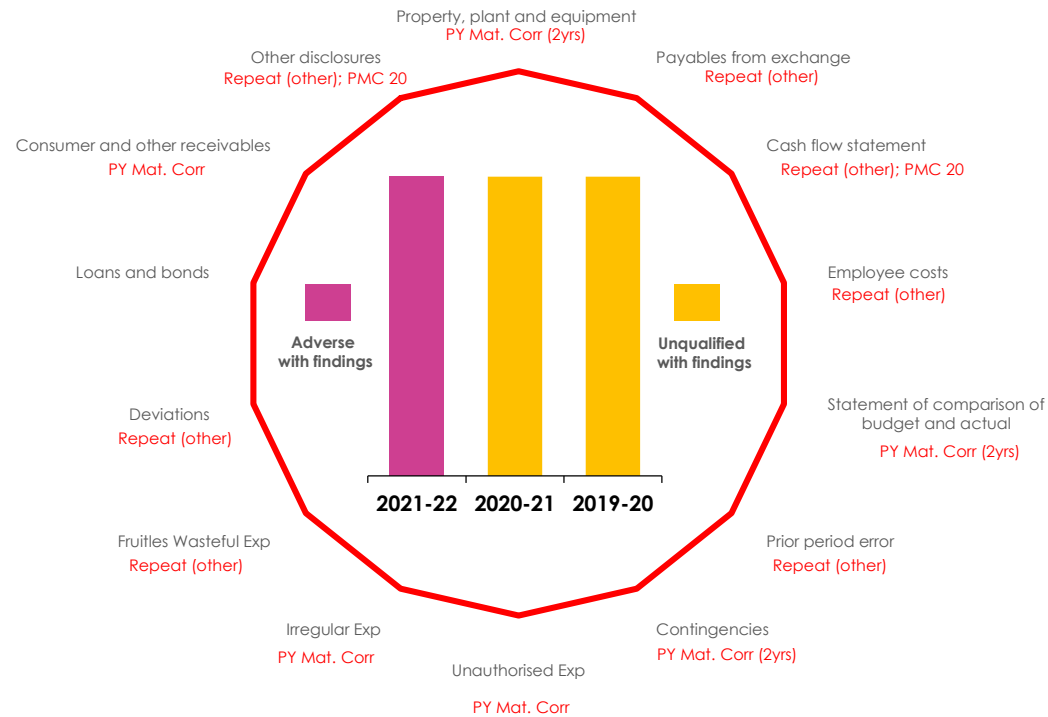 Property, plant and equipment
PY Mat. Corr (2yrs)
Payables from exchange
Repeat (other)
Cash flow statement
Repeat (other); PMC 20
Employee costs
Repeat (other)
Statement of comparison of
budget and actual
PY Mat. Corr (2yrs)
Prior period error
Repeat (other)
Contingencies
PY Mat. Corr (2yrs)
Unauthorised Exp
PY Mat. Corr
Irregular Exp
PY Mat. Corr
Fruitles Wasteful Exp
Repeat (other)
Deviations
Repeat (other)
Loans and bonds
Consumer and other receivables
PY Mat. Corr
Other disclosures
Repeat (other); PMC 20
Adverse
with findings
Unqualified
with findings
2021-22 2020-21 2019-20